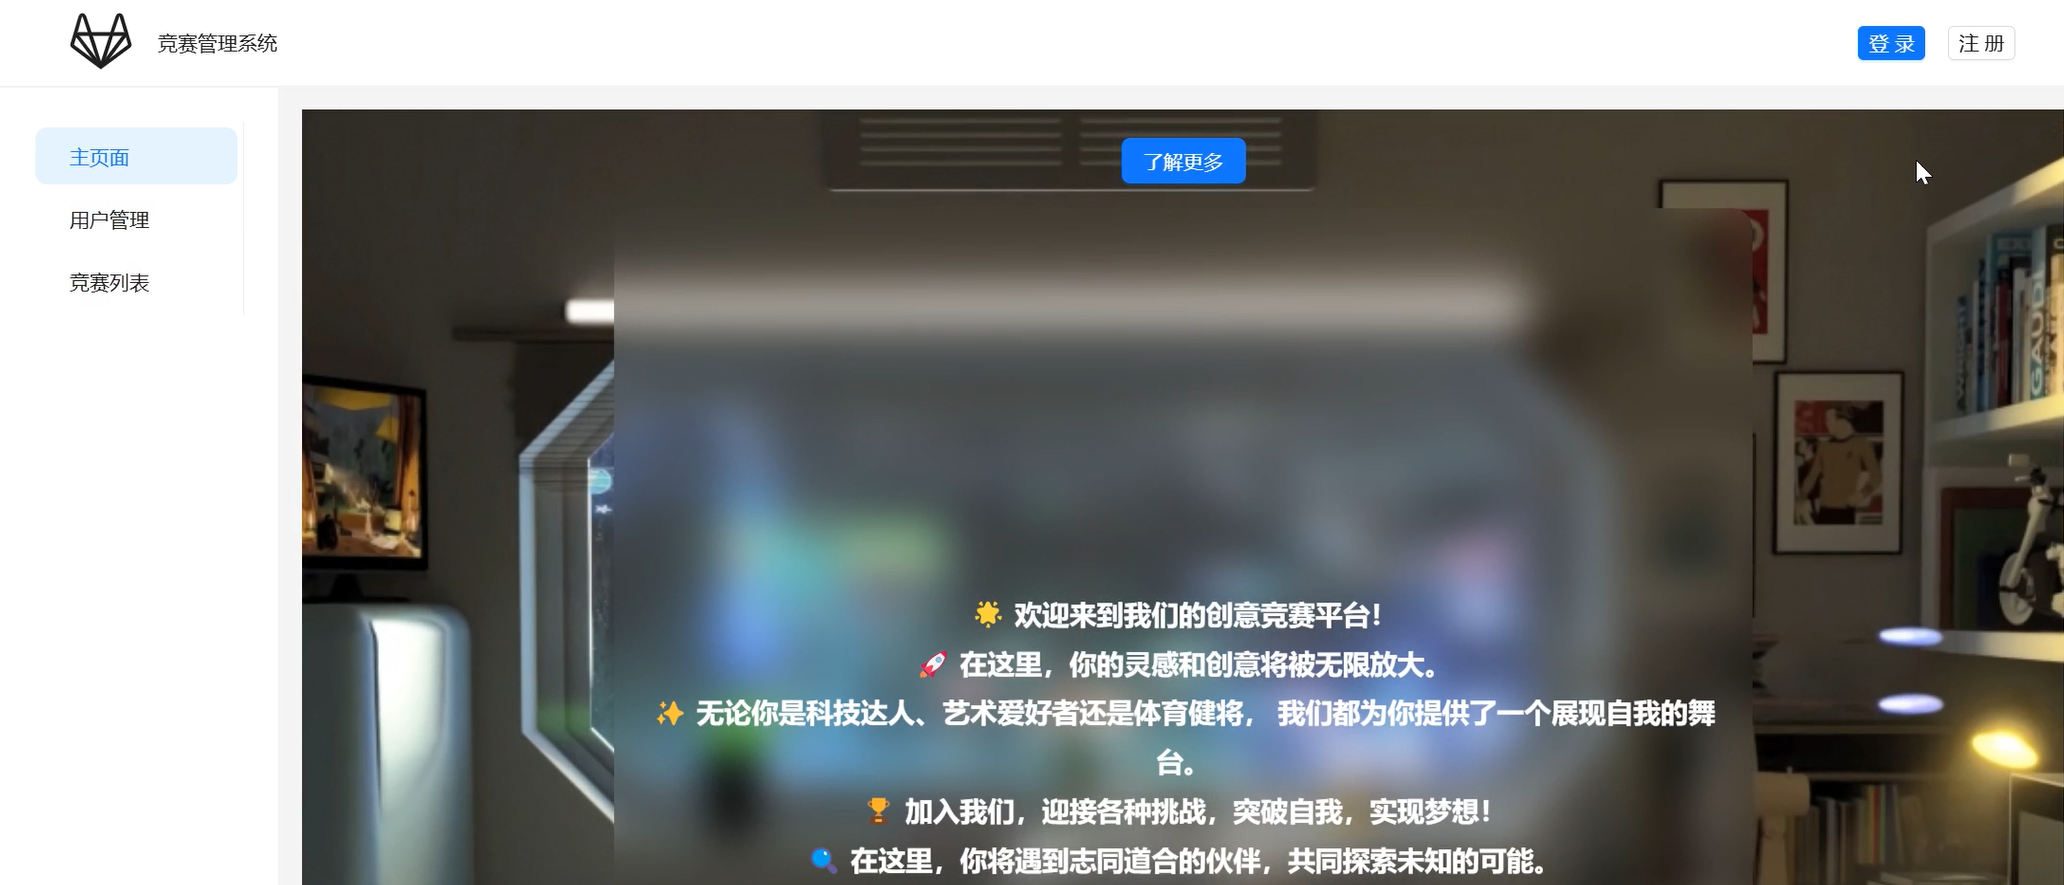 竞赛管理系统
登 录
注 册
主页面
用户管理
竞赛列表
了解更多
GAUDI
🌟 欢迎来到我们的创意竞赛平台！
🚀 在这里，你的灵感和创意将被无限放大。
✨ 无论你是科技达人、艺术爱好者还是体育健将， 我们都为你提供了一个展现自我的舞
台。
🏆 加入我们，迎接各种挑战，突破自我，实现梦想！
🔍 在这里，你将遇到志同道合的伙伴，共同探索未知的可能。